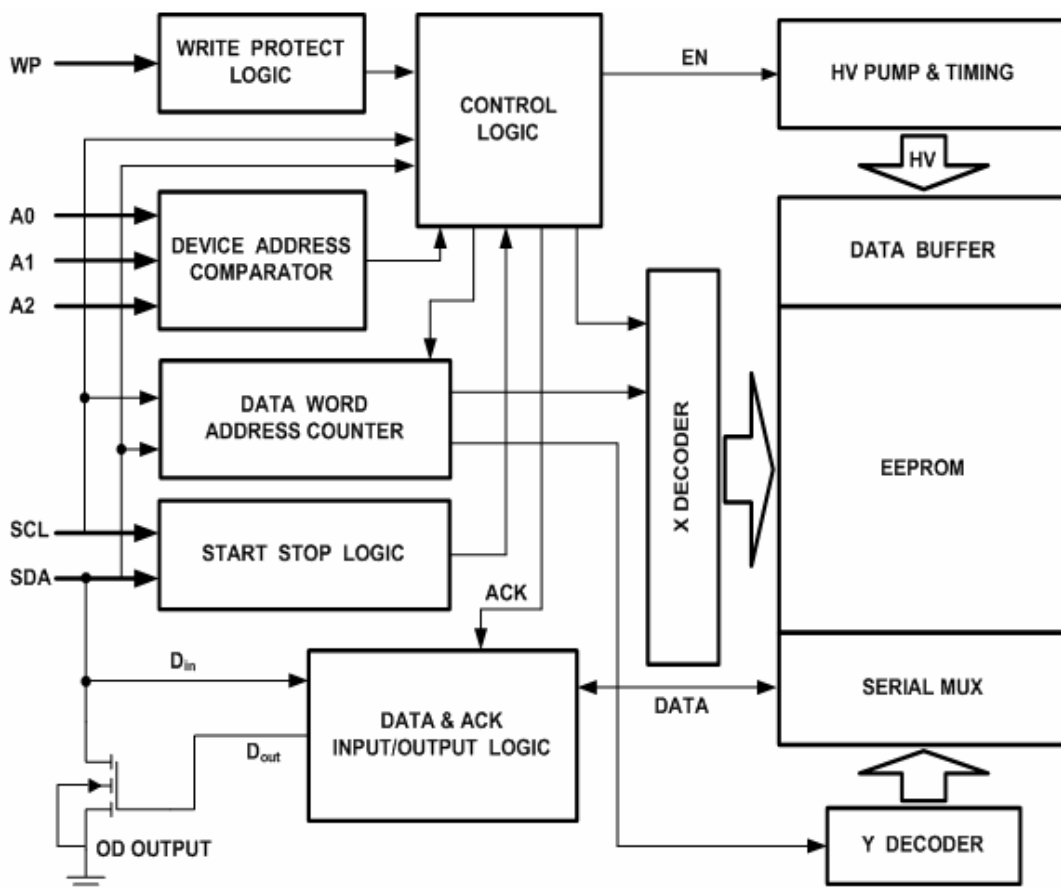 WP
WRITE PROTECT
LOGIC
CONTROL
LOGIC
EN
HV PUMP & TIMING
HV
A0
A1
A2
DEVICE ADDRESS
COMPARATOR
DATA BUFFER
DATA WORD
ADDRESS COUNTER
X DECODER
EEPROM
SCL
SDA
START STOP LOGIC
ACK
Din
Dout
DATA & ACK
INPUT/OUTPUT LOGIC
DATA
SERIAL MUX
OD OUTPUT
Y DECODER